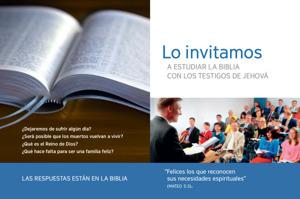 Lo invitamos
A ESTUDIAR LA BIBLIA
CON LOS TESTIGOS DE JEHOVÁ
¿Dejaremos de sufrir algún día?
¿Será posible que los muertos vuelvan a vivir?
¿Qué es el Reino de Dios?
¿Qué hace falta para ser una familia feliz?
LAS RESPUESTAS ESTÁN EN LA BIBLIA
"Felices los que reconocen
sus necesidades espirituales"
(MATEO 5:3).